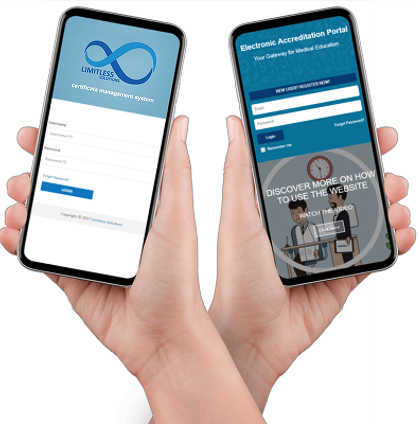 LIMITLESS
SOLUTIONS
certificate management system
Username
Username (*)
Password
Password (*)
Forgot Password?
LOGIN
Copyright © 2021 Limitless Solutions
Electronic Accreditation Portal
Your Gateway for Medical Education
NEW USER? REGISTER NOW!
Email
Password
Login
Forgot Password?
Remember me
DISCOVER MORE ON HOW
TO USE THE WEBSITE
WATCH THE VIDEO
Click here